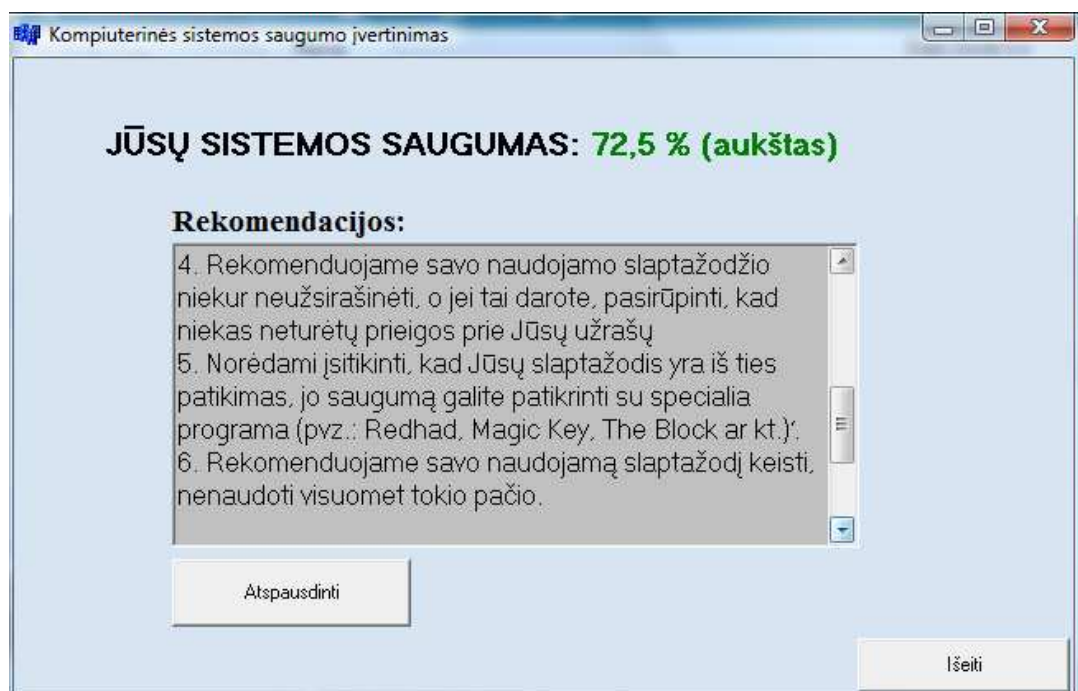 Kompiuterinės sistemos saugumo įvertinimas
JŪSŲ SISTEMOS SAUGUMAS: 72,5 % (aukštas)
Rekomendacijos:
4. Rekomenduojame savo naudojamo slaptažodžio
niekur neužsirašinėti, o jei tai darote, pasirūpinti, kad
niekas neturėtų prieigos prie Jūsų užrašų
5. Norėdami įsitikinti, kad Jūsų slaptažodis yra iš ties
patikimas, jo saugumą galite patikrinti su specialia
programa (pvz.: Redhad, Magic Key, The Block ar kt.)'.
6. Rekomenduojame savo naudojamą slaptažodį keisti,
nenaudoti visuomet tokio pačio.
Atspausdinti
Išeiti